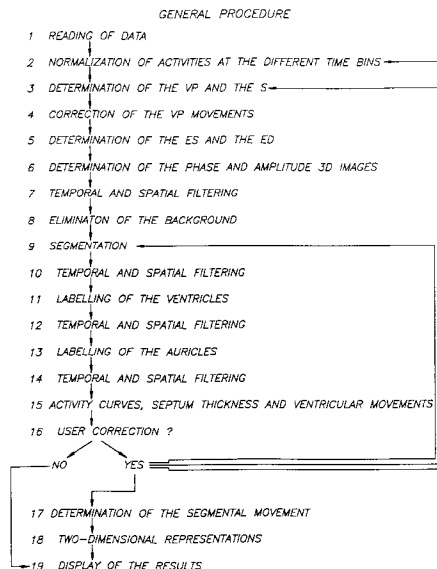 GENERAL PROCEDURE
1 READING OF DATA
2 NORMALIZATION OF ACTIVITIES AT THE DIFFERENT TIME BINS
3 DETERMINATION OF THE VP AND THE S
4 CORRECTION OF THE VP MOVEMENTS
5 DETERMINATION OF THE ES AND THE ED
6 DETERMINATION OF THE PHASE AND AMPLITUDE 3D IMAGES
7 TEMPORAL AND SPATIAL FILTERING
8 ELIMINATON OF THE BACKGROUND
9 SEGMENTATION
10 TEMPORAL AND SPATIAL FILTERING
11 LABELLING OF THE VENTRICLES
12 TEMPORAL AND SPATIAL FILTERING
13 LABELLING OF THE AURICLES
14 TEMPORAL AND SPATIAL FILTERING
15 ACTIVITY CURVES, SEPTUM THICKNESS AND VENTRICULAR MOVEMENTS
16 USER CORRECTION ?
NO YES
17 DETERMINATION OF THE SEGMENTAL MOVEMENT
18 TWO-DIMENSIONAL REPRESENTATIONS
19 DISPLAY OF THE RESULTS